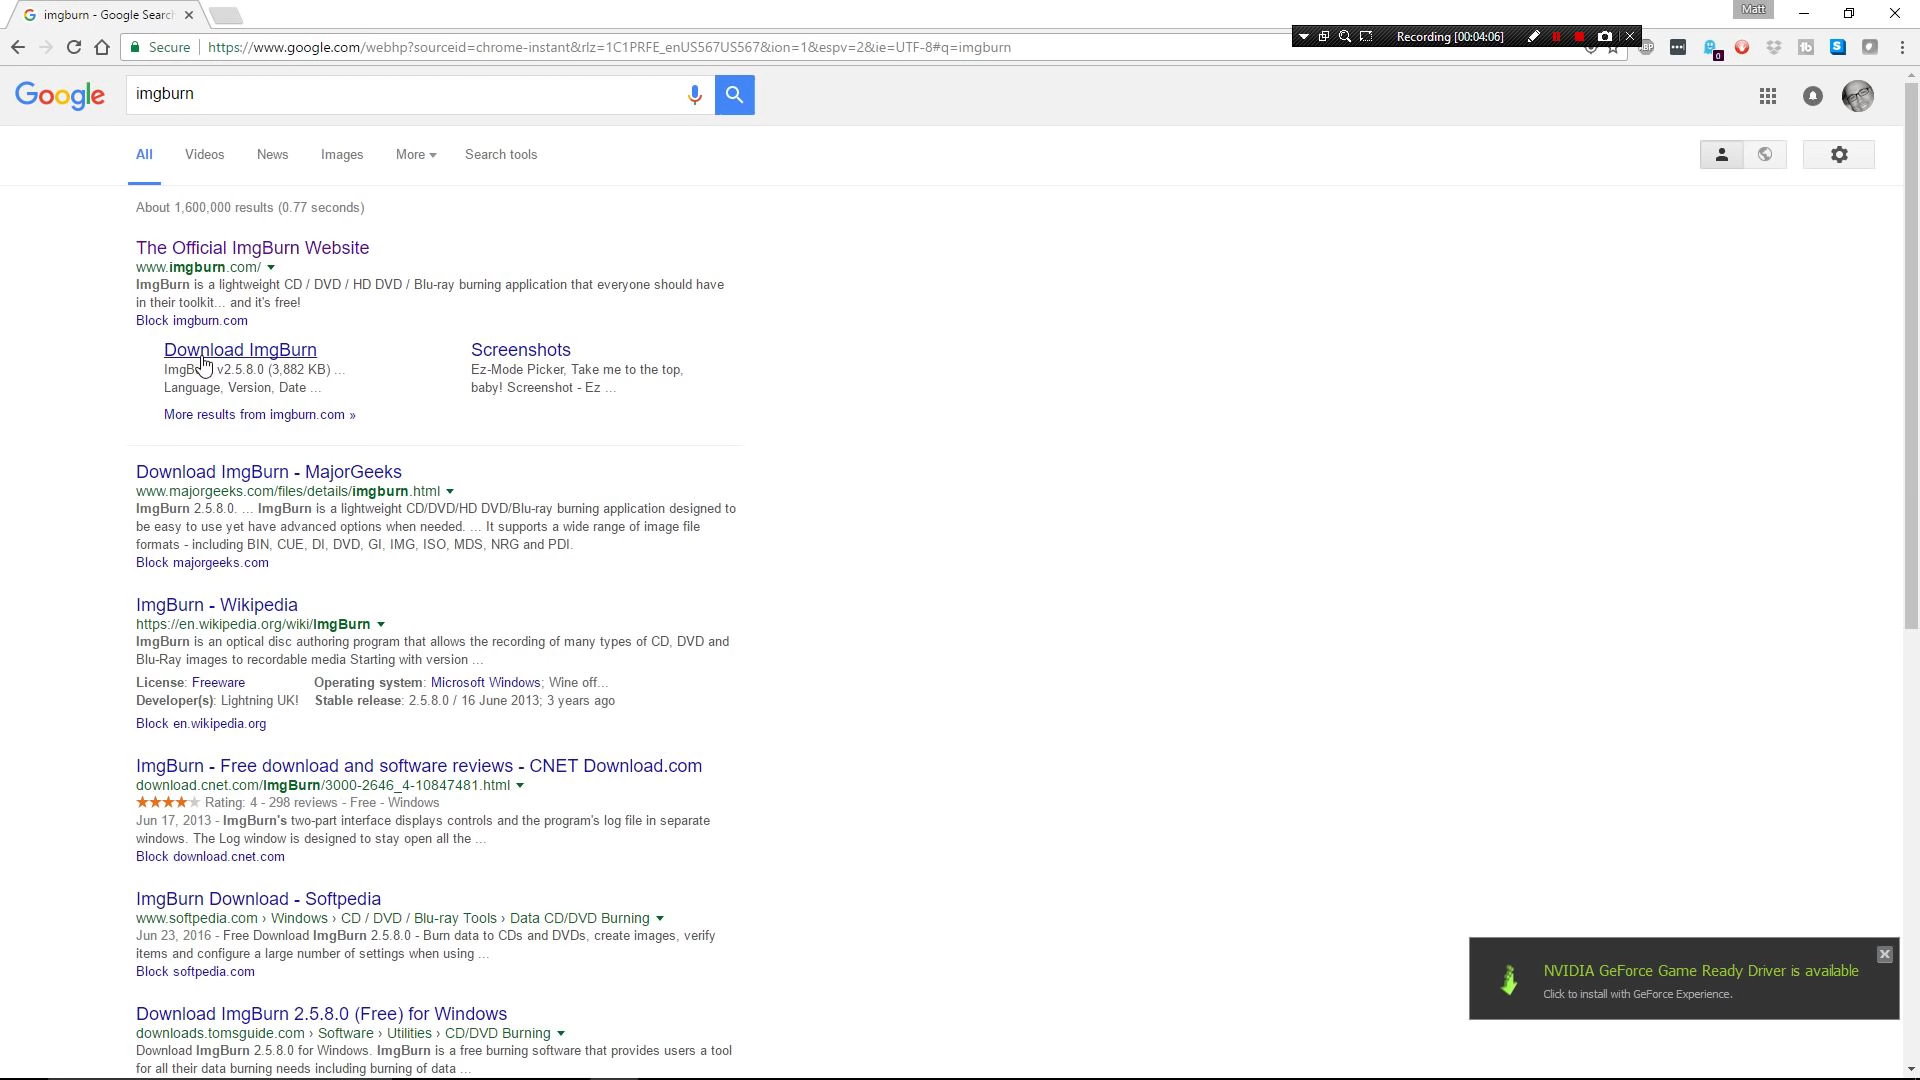 imgburn - Google Search
Matt
Secure
https://www.google.com/webhp?sourceid=chrome-instant&rlz=1C1PRFE_enUS567US567&ion=1&espv=2&ie=UTF-8#q=imgburn
Recording [00:04:06]
Google
imgburn
All
Videos
News
Images
More
Search tools
About 1,600,000 results (0.77 seconds)
The Official ImgBurn Website
www.imgburn.com/
ImgBurn is a lightweight CD / DVD / HD DVD / Blu-ray burning application that everyone should have
in their toolkit... and it's free!
Block imgburn.com
Download ImgBurn
v2.5.8.0 (3,882 KB) ...
Language, Version, Date ...
Screenshots
Ez-Mode Picker, Take me to the top,
baby! Screenshot - Ez ...
More results from imgburn.com »
Download ImgBurn - MajorGeeks
www.majorgeeks.com/files/details/imgburn.html
ImgBurn 2.5.8.0. ... ImgBurn is a lightweight CD/DVD/HD DVD/Blu-ray burning application designed to
be easy to use yet have advanced options when needed. ... It supports a wide range of image file
formats - including BIN, CUE, DI, DVD, GI, IMG, ISO, MDS, NRG and PDI.
Block majorgeeks.com
ImgBurn - Wikipedia
https://en.wikipedia.org/wiki/ImgBurn
ImgBurn is an optical disc authoring program that allows the recording of many types of CD, DVD and
Blu-Ray images to recordable media Starting with version ...
License: Freeware Operating system: Microsoft Windows; Wine off...
Developer(s): Lightning UK! Stable release: 2.5.8.0 / 16 June 2013; 3 years ago
Block en.wikipedia.org
ImgBurn - Free download and software reviews - CNET Download.com
download.cnet.com/ImgBurn/3000-2646_4-10847481.html
Rating: 4 - 298 reviews - Free - Windows
Jun 17, 2013 - ImgBurn's two-part interface displays controls and the program's log file in separate
windows. The Log window is designed to stay open all the ...
Block download.cnet.com
ImgBurn Download - Softpedia
www.softpedia.com › Windows › CD / DVD / Blu-ray Tools › Data CD/DVD Burning
Jun 23, 2016 - Free Download ImgBurn 2.5.8.0 - Burn data to CDs and DVDs, create images, verify
items and configure a large number of settings when using ...
Block softpedia.com
Download ImgBurn 2.5.8.0 (Free) for Windows
downloads.tomsguide.com › Software › Utilities › CD/DVD Burning
Download ImgBurn 2.5.8.0 for Windows. ImgBurn is a free burning software that provides users a tool
for all their data burning needs including burning of data ...
NVIDIA GeForce Game Ready Driver is available
Click to install with GeForce Experience.